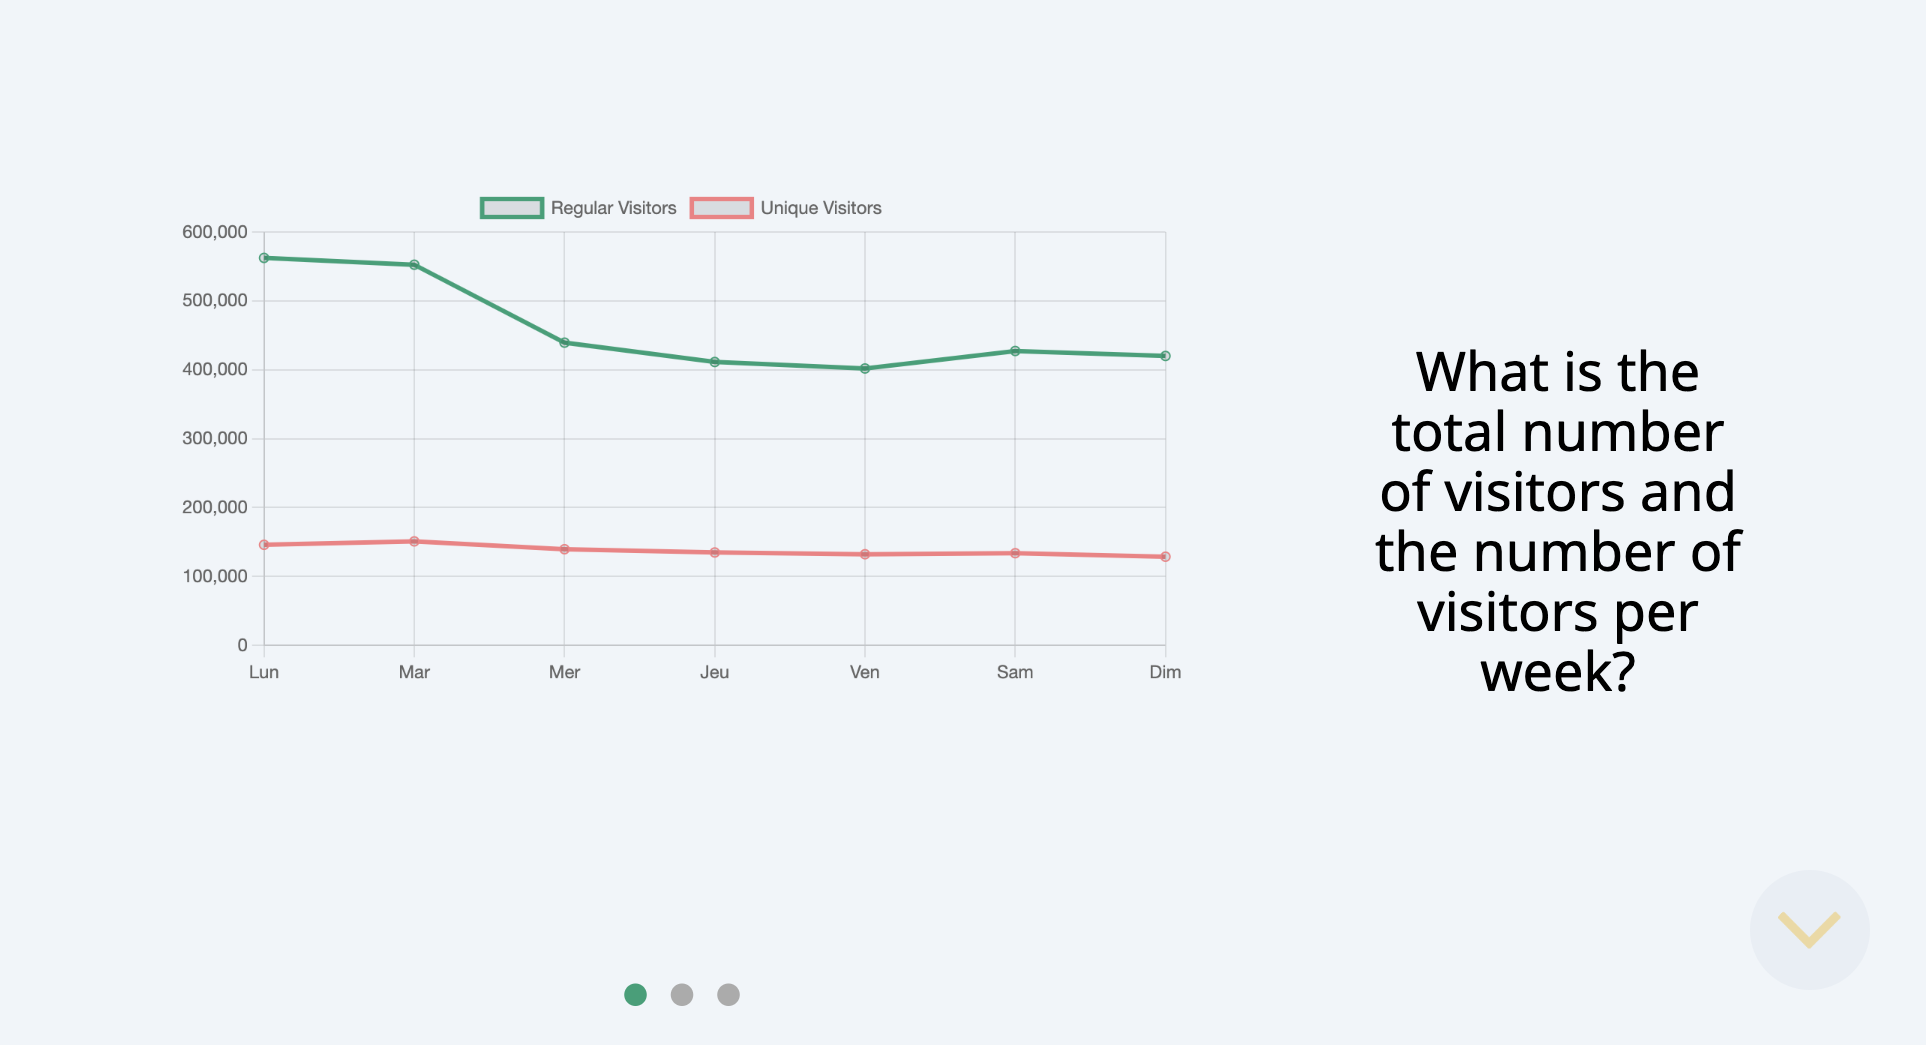 Regular Visitors Unique Visitors
600,000
500,000
400,000
300,000
200,000
100,000
0
Lun Mar Mer Jeu Ven Sam Dim
What is the
total number
of visitors and
the number of
visitors per
week?